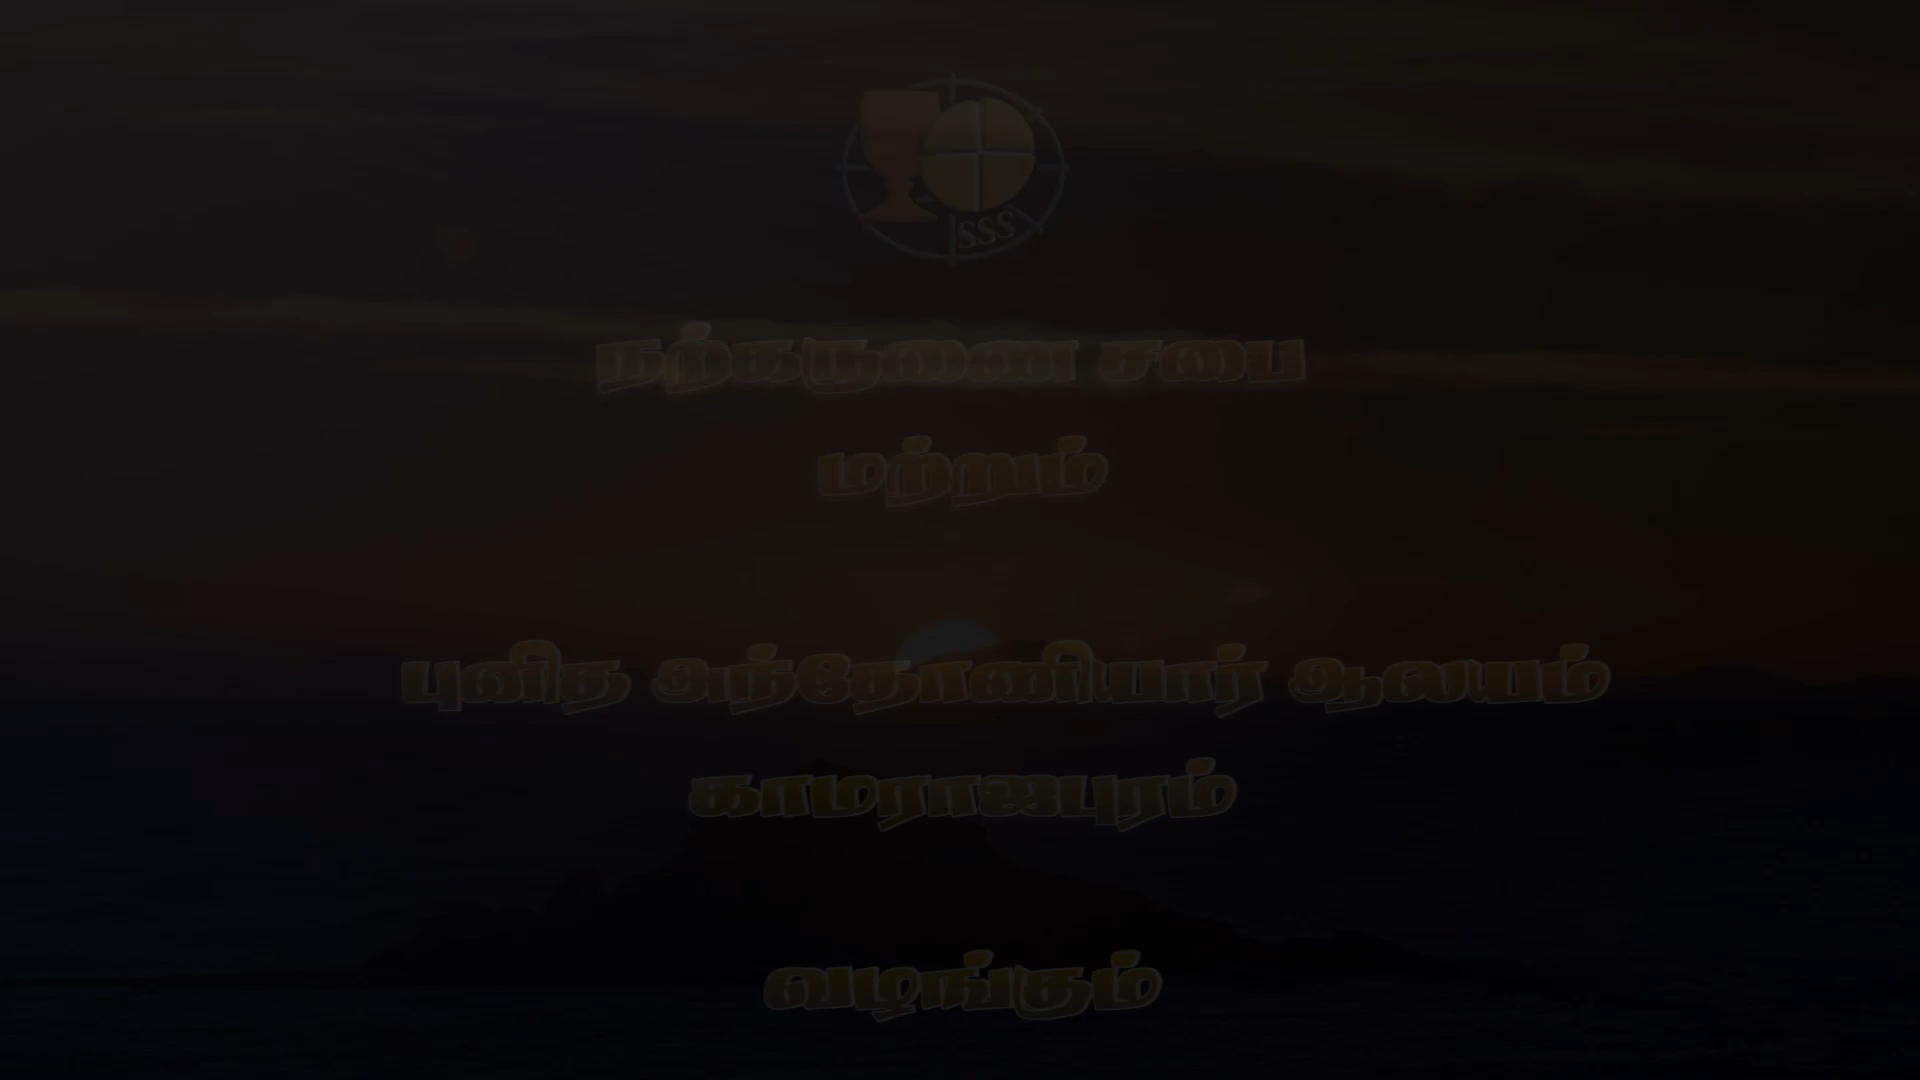 SSS
நற்கருணை சபை
மற்றும்
புனித அந்தோணியார் ஆலயம்
காமராஜபுரம்
வழங்கும்